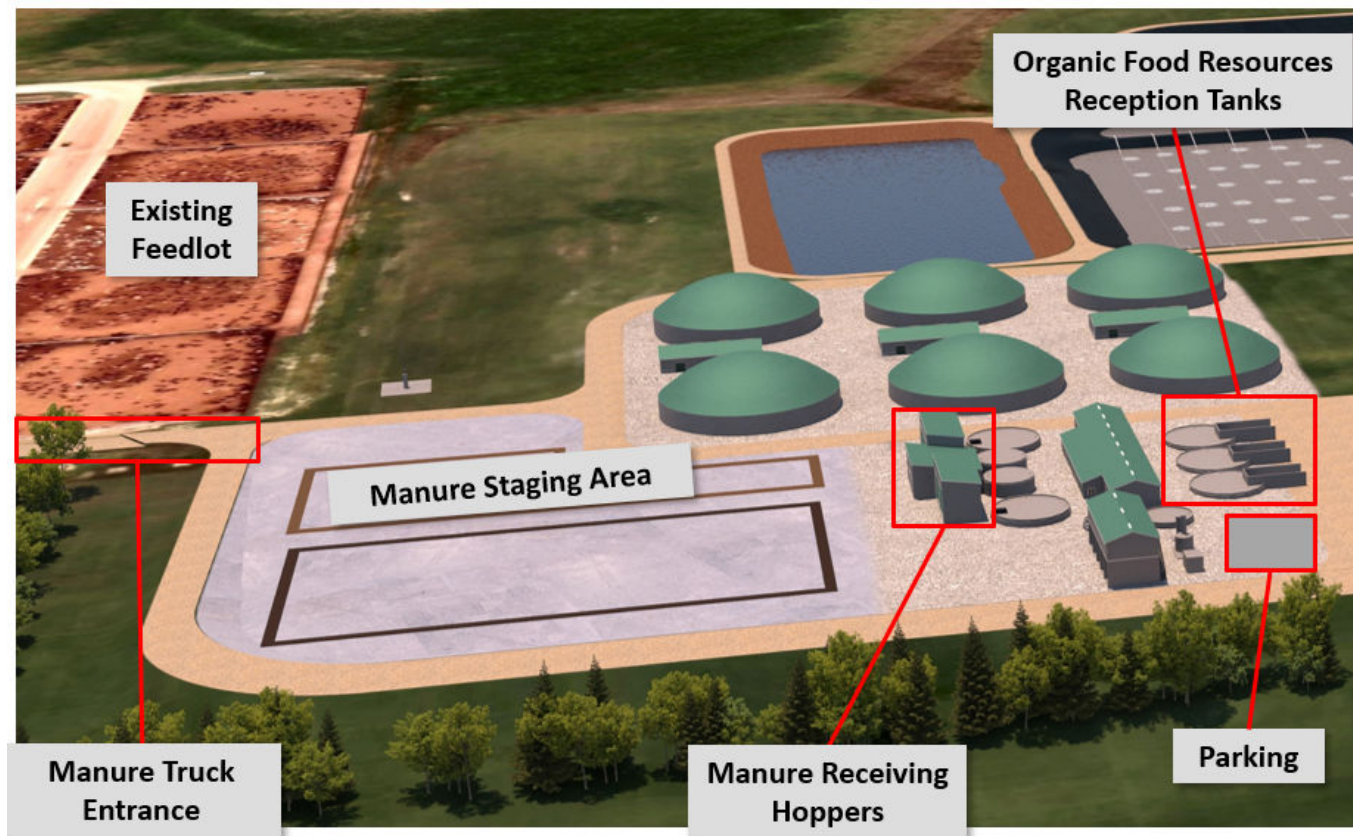 Organic Food Resources
Reception Tanks
Existing
Feedlot
Manure Staging Area
Manure Truck
Entrance
Manure Receiving
Hoppers
Parking